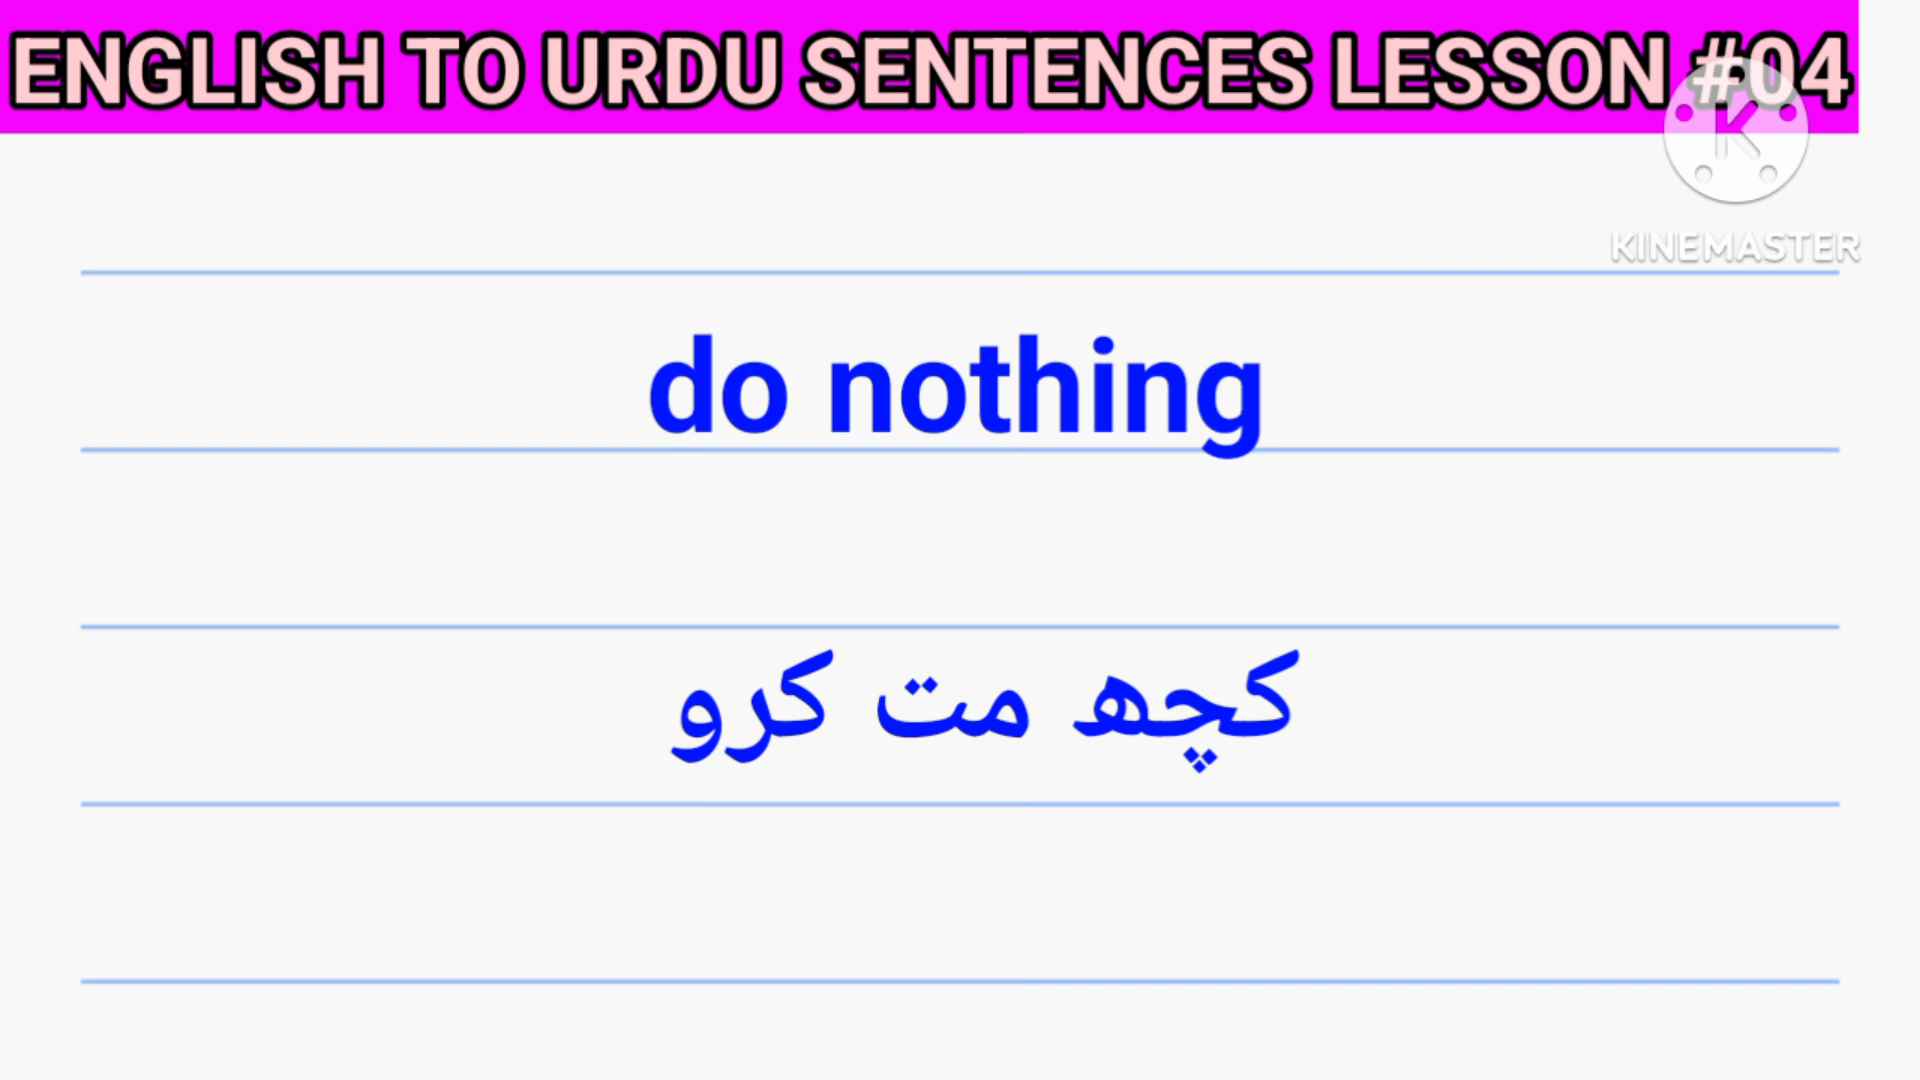 ENGLISH TO URDU SENTENCES LESSON #04
K
KINEMASTER
do nothing
کچھ مت کرو